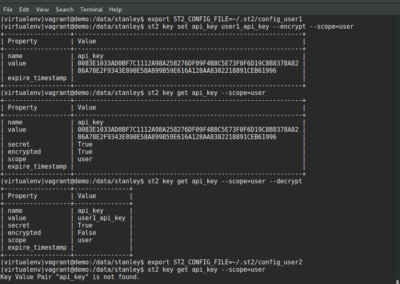 File Edit View Search Terminal Help
(virtualenv)vagrant@demo:/data/stanley$ export ST2_CONFIG_FILE=~/.st2/config_user1
(virtualenv)vagrant@demo:/data/stanley$ st2 key set api_key user1_api_key --encrypt --scope=user
| Property | Value |
| name | api_key |
| value |
| expire_timestamp | |
(virtualenv)vagrant@demo:/data/stanley$ st2 key get api_key --scope=user
| Property | Value |
| name | api_key |
| value |
| secret | True |
| encrypted | True |
| scope | user |
| expire_timestamp | |
(virtualenv)vagrant@demo:/data/stanley$ st2 key get api_key --scope=user --decrypt
| Property | Value |
| name | api_key |
| value | user1_api_key |
| secret | True |
| encrypted | False |
| scope | user |
| expire_timestamp | |
(virtualenv)vagrant@demo:/data/stanley$ export ST2_CONFIG_FILE=~/.st2/config_user2
(virtualenv)vagrant@demo:/data/stanley$ st2 key get api_key --scope=user
Key Value Pair "api_key" is not found.